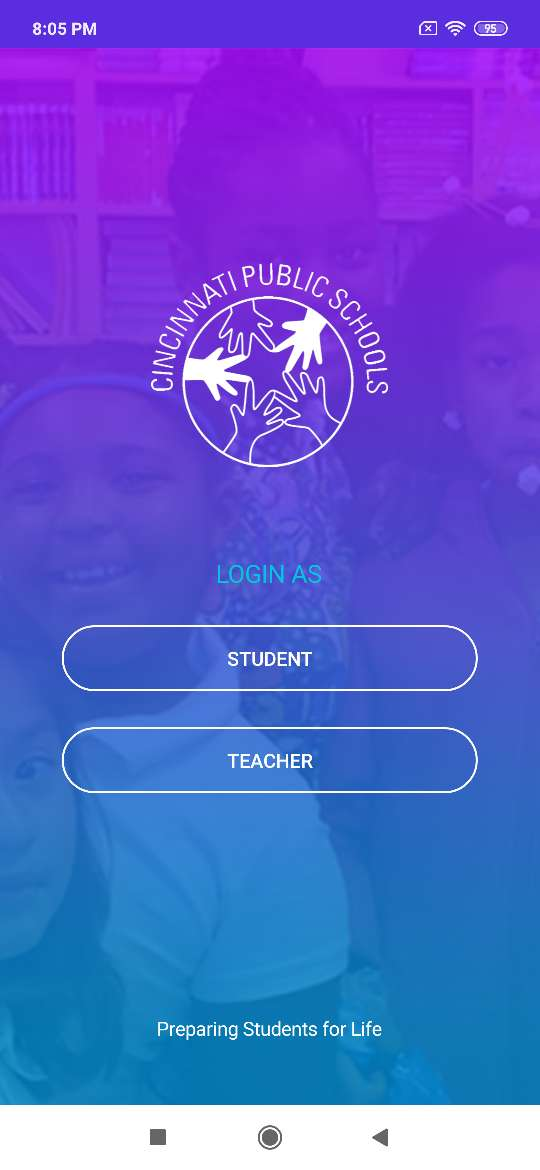 8:05 PM
95
CINCINNATI PUBLIC SCHOOLS
LOGIN AS
STUDENT
TEACHER
Preparing Students for Life